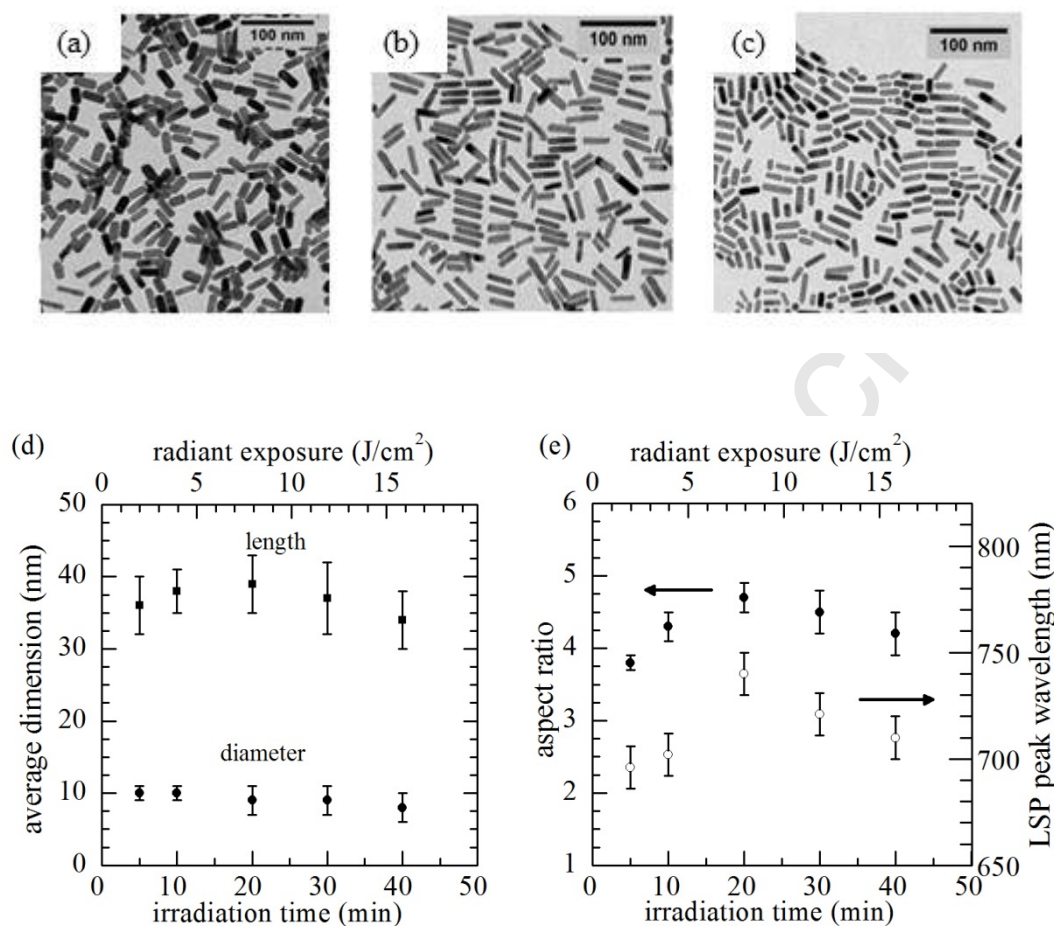 (a)
100 nm
(b)
100 nm
(c)
100 nm
(d)
radiant exposure (J/cm²)
0 5 10 15
50
40
30
20
10
0
average dimension (nm)
length
diameter
0 10 20 30 40 50
irradiation time (min)
(e)
radiant exposure (J/cm²)
0 5 10 15
6
5
4
3
2
1
aspect ratio
800
750
700
650
LSP peak wavelength (nm)
0 10 20 30 40 50
irradiation time (min)